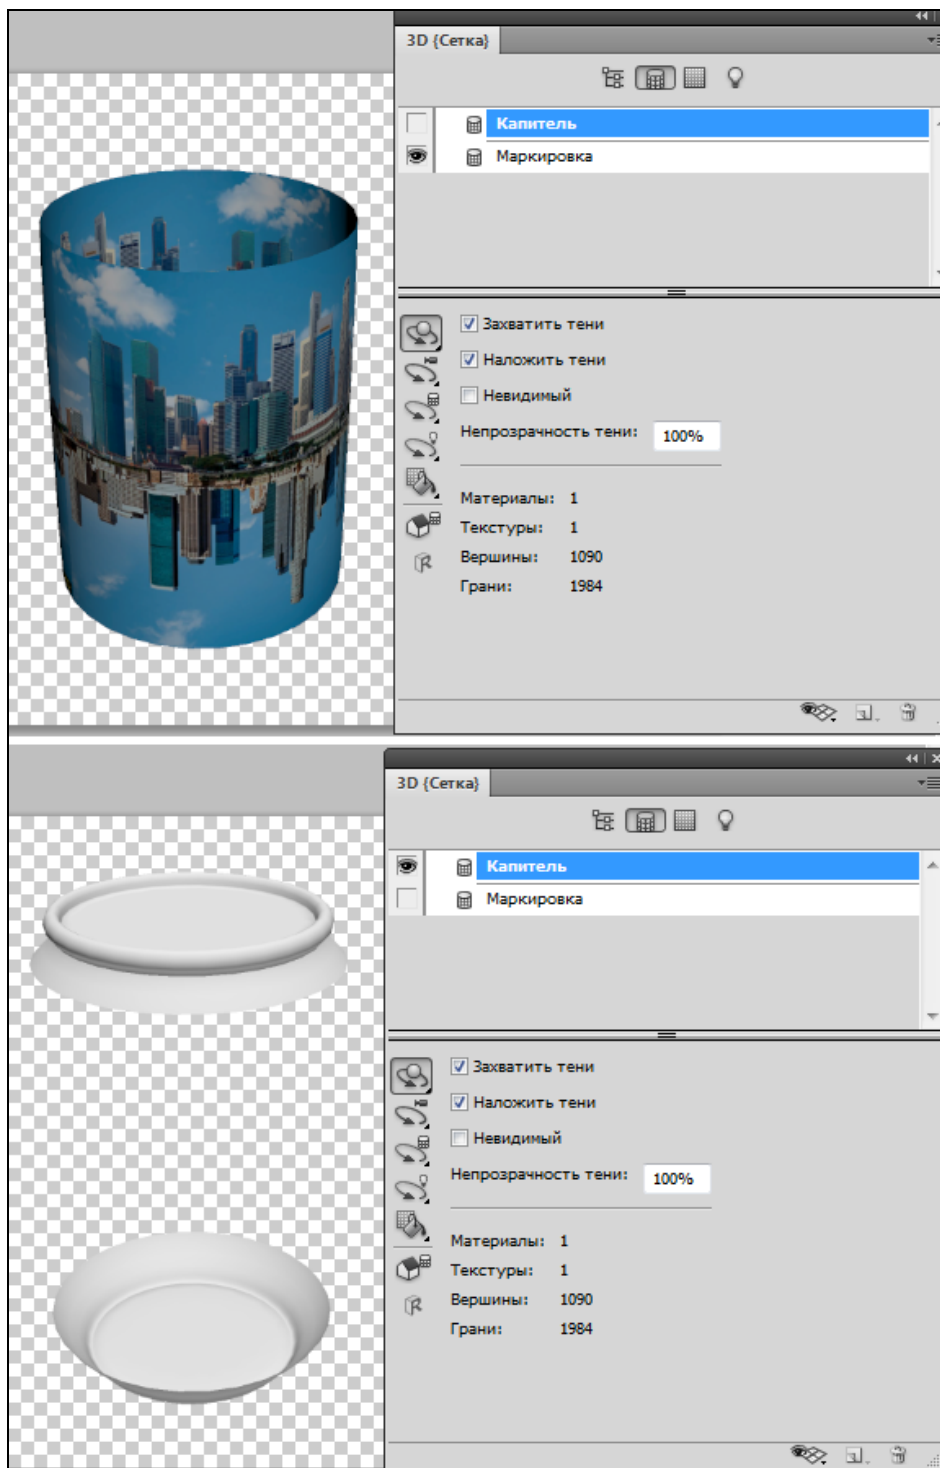 3D {Сетка}
Капитель
Маркировка
Захватить тени
Наложить тени
Невидимый
Непрозрачность тени: 100%
Материалы: 1
Текстуры: 1
Вершины: 1090
Грани: 1984
3D {Сетка}
Капитель
Маркировка
Захватить тени
Наложить тени
Невидимый
Непрозрачность тени: 100%
Материалы: 1
Текстуры: 1
Вершины: 1090
Грани: 1984